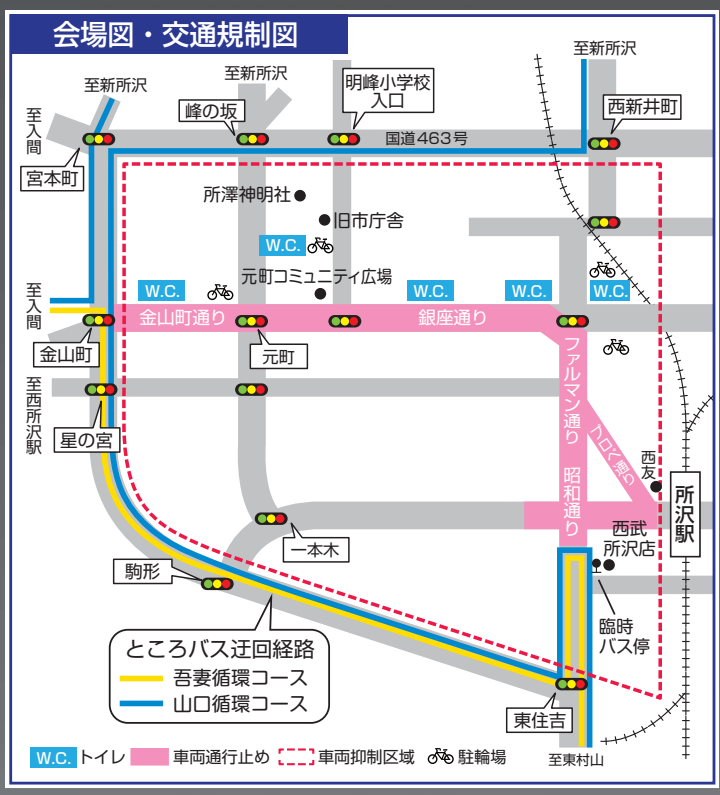 会場図・交通規制図
至新所沢
至新所沢
至新所沢
至入間
宮本町
峰の坂
明峰小学校
入口
西新井町
国道463号
所澤神明社
旧市庁舎
W.C.
元町コミュニティ広場
W.C.
W.C.
W.C.
W.C.
至入間
金山町通り
銀座通り
金山町
元町
ファルマン通り
至西所沢駅
星の宮
プロペ通り
西友
昭和通り
所沢駅
西武
所沢店
一本木
駒形
臨時
バス停
ところバス迂回経路
吾妻循環コース
山口循環コース
東住吉
至東村山
W.C.トイレ
車両通行止め
車両抑制区域
駐輪場